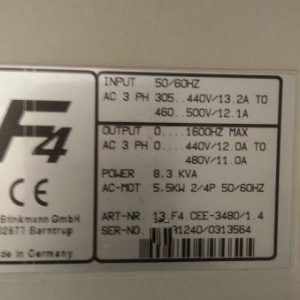 INPUT 50/60HZ
AC 3 PH 305..440V/13.2A TO
460..500V/12.1A
OUTPUT 0....1600HZ MAX
AC 3 PH 0....440V/12.0A TO
480V/11.0A
POWER 8.3 KVA
AC-MOT 5.5KW 2/4P 50/60HZ
ART-NR. 13.F4.CEE-3480/1.4
SER-NO. 1240/0313564
F4
CE
Brinkmann GmbH
32677 Barntrup
Made in Germany